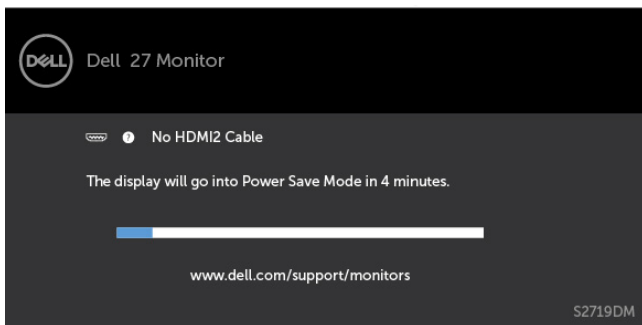 DELL
Dell 27 Monitor
? No HDMI2 Cable
The display will go into Power Save Mode in 4 minutes.
www.dell.com/support/monitors
S2719DM